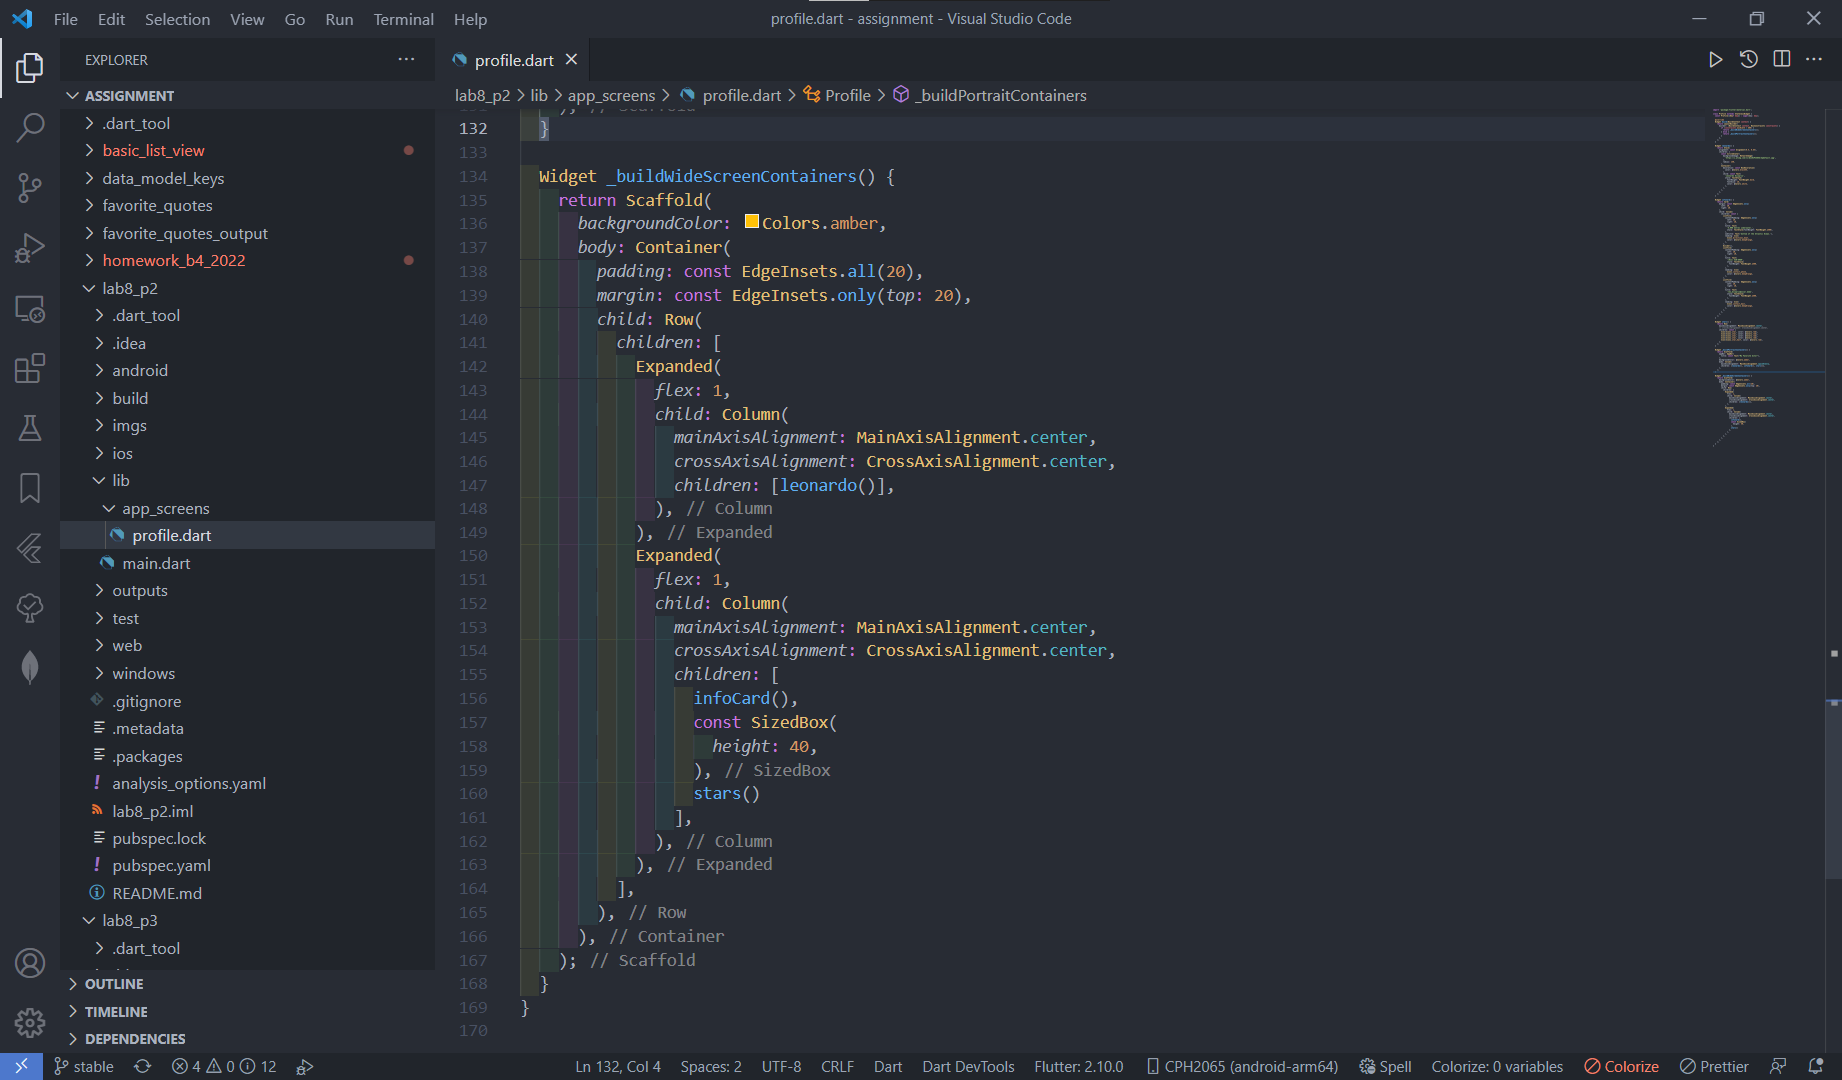 File Edit Selection View Go Run Terminal Help
profile.dart - assignment - Visual Studio Code
EXPLORER
ASSIGNMENT
.dart_tool
basic_list_view
data_model_keys
favorite_quotes
favorite_quotes_output
homework_b4_2022
lab8_p2
.dart_tool
.idea
android
build
imgs
ios
lib
app_screens
profile.dart
main.dart
outputs
test
web
windows
.gitignore
.metadata
.packages
analysis_options.yaml
lab8_p2.iml
pubspec.lock
pubspec.yaml
README.md
lab8_p3
.dart_tool
OUTLINE
TIMELINE
DEPENDENCIES
profile.dart
lab8_p2 > lib > app_screens > profile.dart > Profile > _buildPortraitContainers
132 }
133
134 Widget _buildWideScreenContainers() {
135 return Scaffold(
136 backgroundColor: Colors.amber,
137 body: Container(
138 padding: const EdgeInsets.all(20),
139 margin: const EdgeInsets.only(top: 20),
140 child: Row(
141 children: [
142 Expanded(
143 flex: 1,
144 child: Column(
145 mainAxisAlignment: MainAxisAlignment.center,
146 crossAxisAlignment: CrossAxisAlignment.center,
147 children: [leonardo()],
148 ), // Column
149 ), // Expanded
150 Expanded(
151 flex: 1,
152 child: Column(
153 mainAxisAlignment: MainAxisAlignment.center,
154 crossAxisAlignment: CrossAxisAlignment.center,
155 children: [
156 infoCard(),
157 const SizedBox(
158 height: 40,
159 ), // SizedBox
160 stars()
161 ],
162 ), // Column
163 ), // Expanded
164 ],
165 ), // Row
166 ), // Container
167 ); // Scaffold
168 }
169 }
170
stable 4 0 12 Ln 132, Col 4 Spaces: 2 UTF-8 CRLF Dart Dart DevTools Flutter: 2.10.0 CPH2065 (android-arm64) Spell Colorize: 0 variables Colorize Prettier